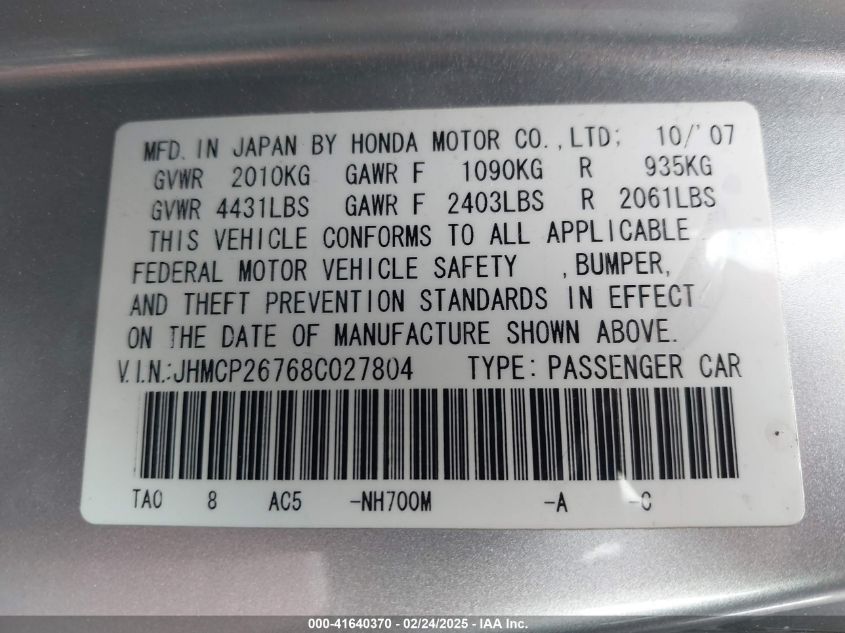 MFD. IN JAPAN BY HONDA MOTOR CO., LTD; 10/'07
GVWR 2010KG GAWR F 1090KG R 935KG
GVWR 4431LBS GAWR F 2403LBS R 2061LBS
THIS VEHICLE CONFORMS TO ALL APPLICABLE
FEDERAL MOTOR VEHICLE SAFETY , BUMPER,
AND THEFT PREVENTION STANDARDS IN EFFECT
ON THE DATE OF MANUFACTURE SHOWN ABOVE.
V.I.N.:JHMCP26768C027804 TYPE: PASSENGER CAR
TA0 8 AC5 -NH700M -A -C
000-41640370 - 02/24/2025 - IAA Inc.